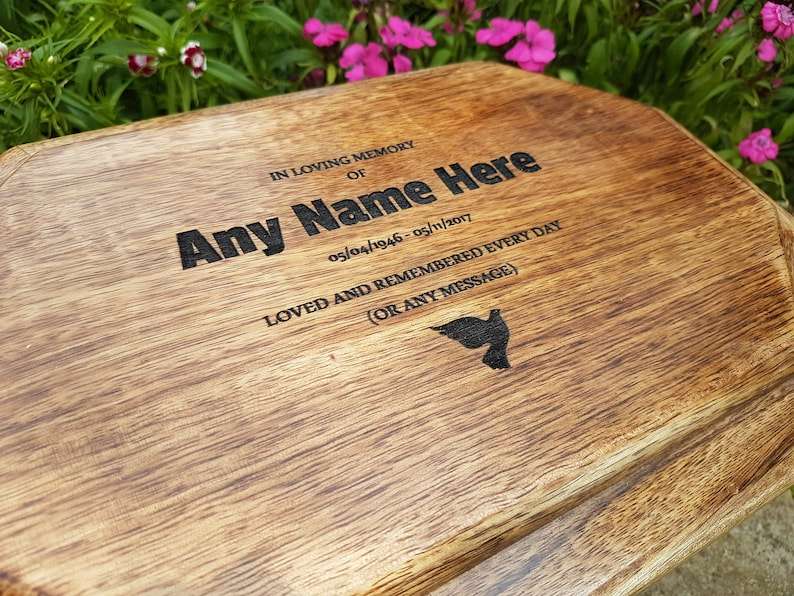 IN LOVING MEMORY
OF
Any Name Here
05/04/1946 - 05/11/2017
LOVED AND REMEMBERED EVERY DAY
(OR ANY MESSAGE)